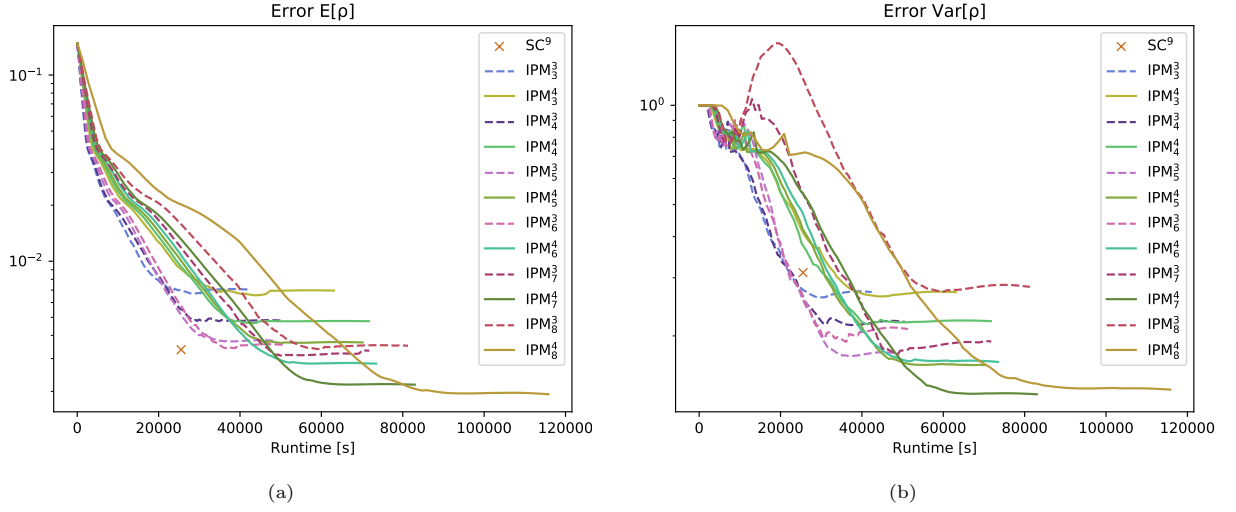 Error E[ρ]
10⁻¹
10⁻²
0 20000 40000 60000 80000 100000 120000
Runtime [s]
SC⁹
IPM³₃
IPM⁴₃
IPM³₄
IPM⁴₄
IPM³₅
IPM⁴₅
IPM³₆
IPM⁴₆
IPM³₇
IPM⁴₇
IPM³₈
IPM⁴₈
(a)
Error Var[ρ]
10⁰
0 20000 40000 60000 80000 100000 120000
Runtime [s]
SC⁹
IPM³₃
IPM⁴₃
IPM³₄
IPM⁴₄
IPM³₅
IPM⁴₅
IPM³₆
IPM⁴₆
IPM³₇
IPM⁴₇
IPM³₈
IPM⁴₈
(b)